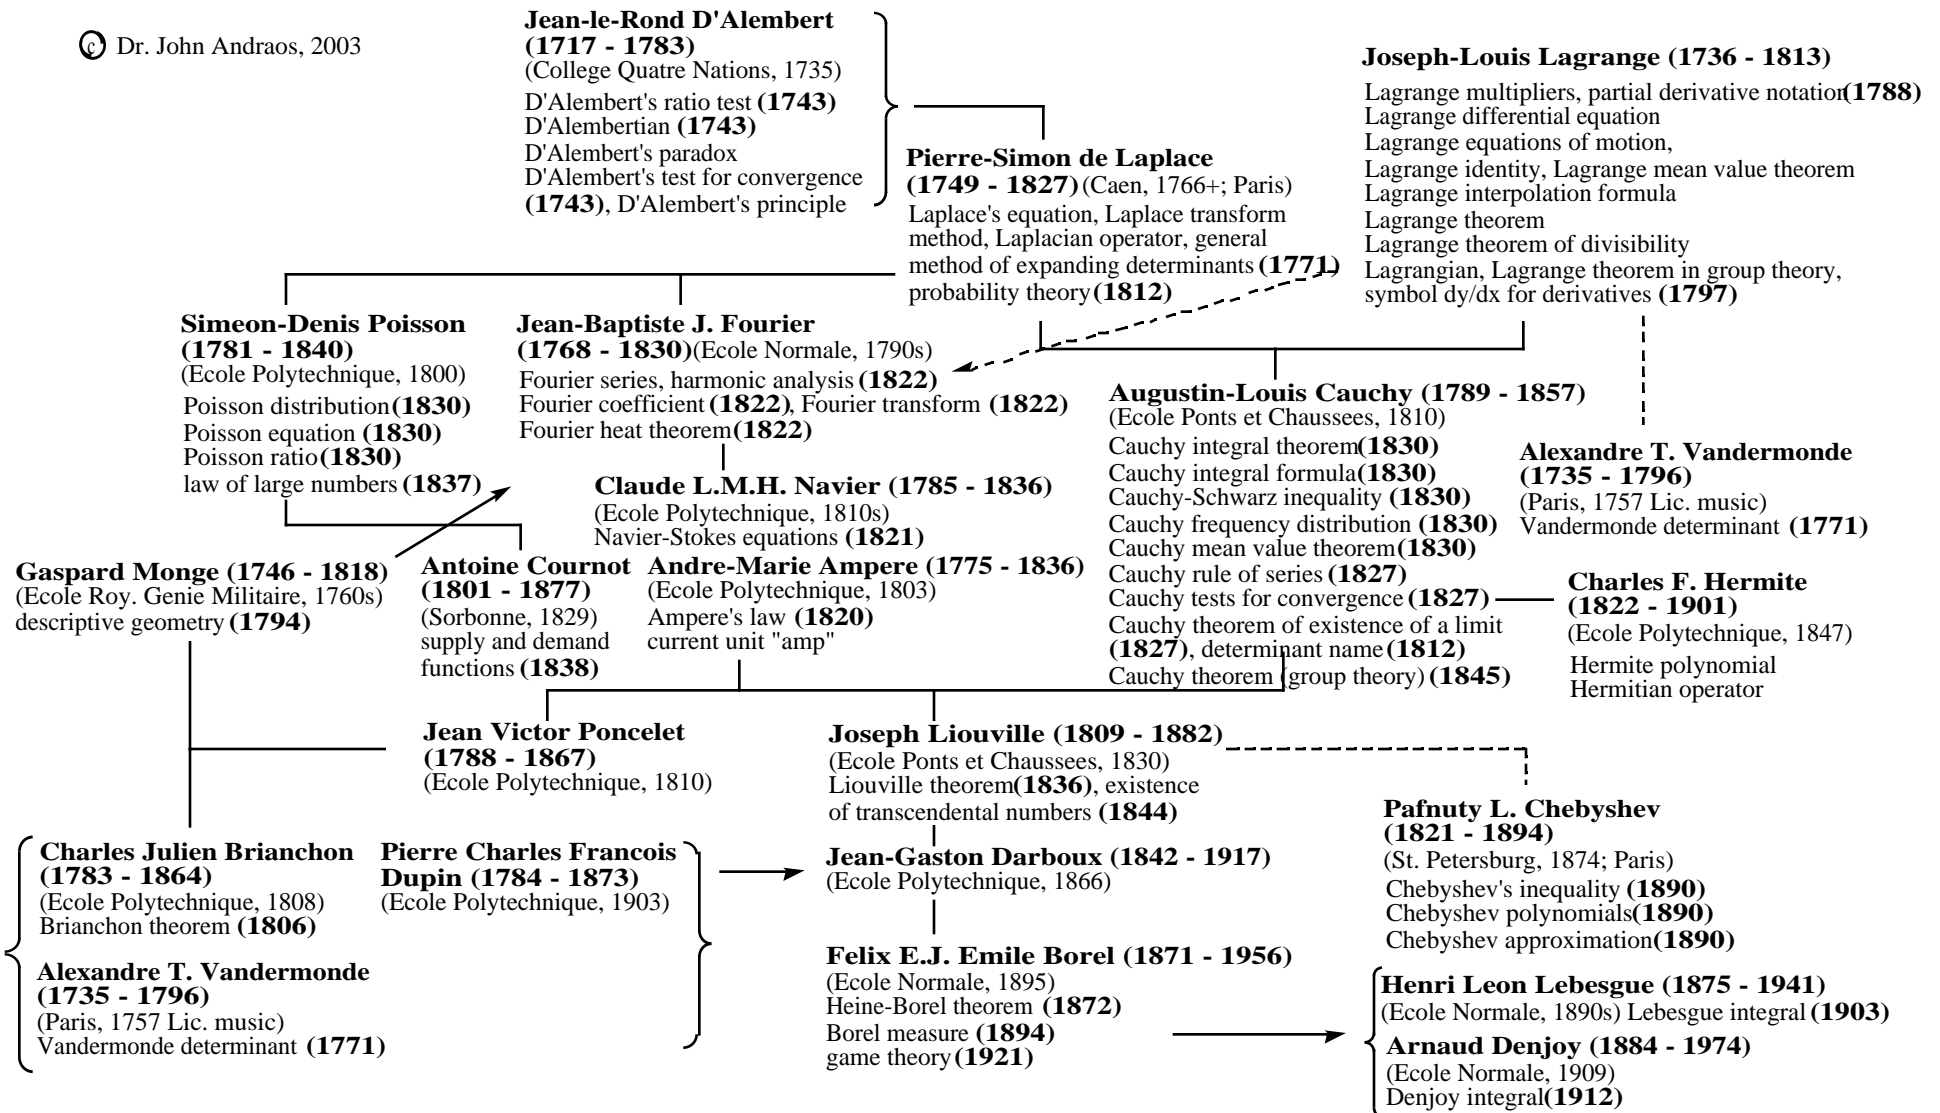 © Dr. John Andraos, 2003
Jean-le-Rond D'Alembert
(1717 - 1783)
(College Quatre Nations, 1735)
D'Alembert's ratio test (1743)
D'Alembertian (1743)
D'Alembert's paradox
D'Alembert's test for convergence
(1743), D'Alembert's principle
Pierre-Simon de Laplace
(1749 - 1827) (Caen, 1766+; Paris)
Laplace's equation, Laplace transform
method, Laplacian operator, general
method of expanding determinants (1771)
probability theory (1812)
Joseph-Louis Lagrange (1736 - 1813)
Lagrange multipliers, partial derivative notation (1788)
Lagrange differential equation
Lagrange equations of motion,
Lagrange identity, Lagrange mean value theorem
Lagrange interpolation formula
Lagrange theorem
Lagrange theorem of divisibility
Lagrangian, Lagrange theorem in group theory,
symbol dy/dx for derivatives (1797)
Simeon-Denis Poisson
(1781 - 1840)
(Ecole Polytechnique, 1800)
Poisson distribution (1830)
Poisson equation (1830)
Poisson ratio (1830)
law of large numbers (1837)
Jean-Baptiste J. Fourier
(1768 - 1830) (Ecole Normale, 1790s)
Fourier series, harmonic analysis (1822)
Fourier coefficient (1822), Fourier transform (1822)
Fourier heat theorem (1822)
Claude L.M.H. Navier (1785 - 1836)
(Ecole Polytechnique, 1810s)
Navier-Stokes equations (1821)
Augustin-Louis Cauchy (1789 - 1857)
(Ecole Ponts et Chaussees, 1810)
Cauchy integral theorem (1830)
Cauchy integral formula (1830)
Cauchy-Schwarz inequality (1830)
Cauchy frequency distribution (1830)
Cauchy mean value theorem (1830)
Cauchy rule of series (1827)
Cauchy tests for convergence (1827)
Cauchy theorem of existence of a limit
(1827), determinant name (1812)
Cauchy theorem (group theory) (1845)
Alexandre T. Vandermonde
(1735 - 1796)
(Paris, 1757 Lic. music)
Vandermonde determinant (1771)
Gaspard Monge (1746 - 1818)
(Ecole Roy. Genie Militaire, 1760s)
descriptive geometry (1794)
Antoine Cournot
(1801 - 1877)
(Sorbonne, 1829)
supply and demand
functions (1838)
Andre-Marie Ampere (1775 - 1836)
(Ecole Polytechnique, 1803)
Ampere's law (1820)
current unit "amp"
Charles F. Hermite
(1822 - 1901)
(Ecole Polytechnique, 1847)
Hermite polynomial
Hermitian operator
Jean Victor Poncelet
(1788 - 1867)
(Ecole Polytechnique, 1810)
Joseph Liouville (1809 - 1882)
(Ecole Ponts et Chaussees, 1830)
Liouville theorem (1836), existence
of transcendental numbers (1844)
Pafnuty L. Chebyshev
(1821 - 1894)
(St. Petersburg, 1874; Paris)
Chebyshev's inequality (1890)
Chebyshev polynomials (1890)
Chebyshev approximation (1890)
Charles Julien Brianchon
(1783 - 1864)
(Ecole Polytechnique, 1808)
Brianchon theorem (1806)
Pierre Charles Francois
Dupin (1784 - 1873)
(Ecole Polytechnique, 1903)
Alexandre T. Vandermonde
(1735 - 1796)
(Paris, 1757 Lic. music)
Vandermonde determinant (1771)
Jean-Gaston Darboux (1842 - 1917)
(Ecole Polytechnique, 1866)
Felix E.J. Emile Borel (1871 - 1956)
(Ecole Normale, 1895)
Heine-Borel theorem (1872)
Borel measure (1894)
game theory (1921)
Henri Leon Lebesgue (1875 - 1941)
(Ecole Normale, 1890s) Lebesgue integral (1903)
Arnaud Denjoy (1884 - 1974)
(Ecole Normale, 1909)
Denjoy integral (1912)